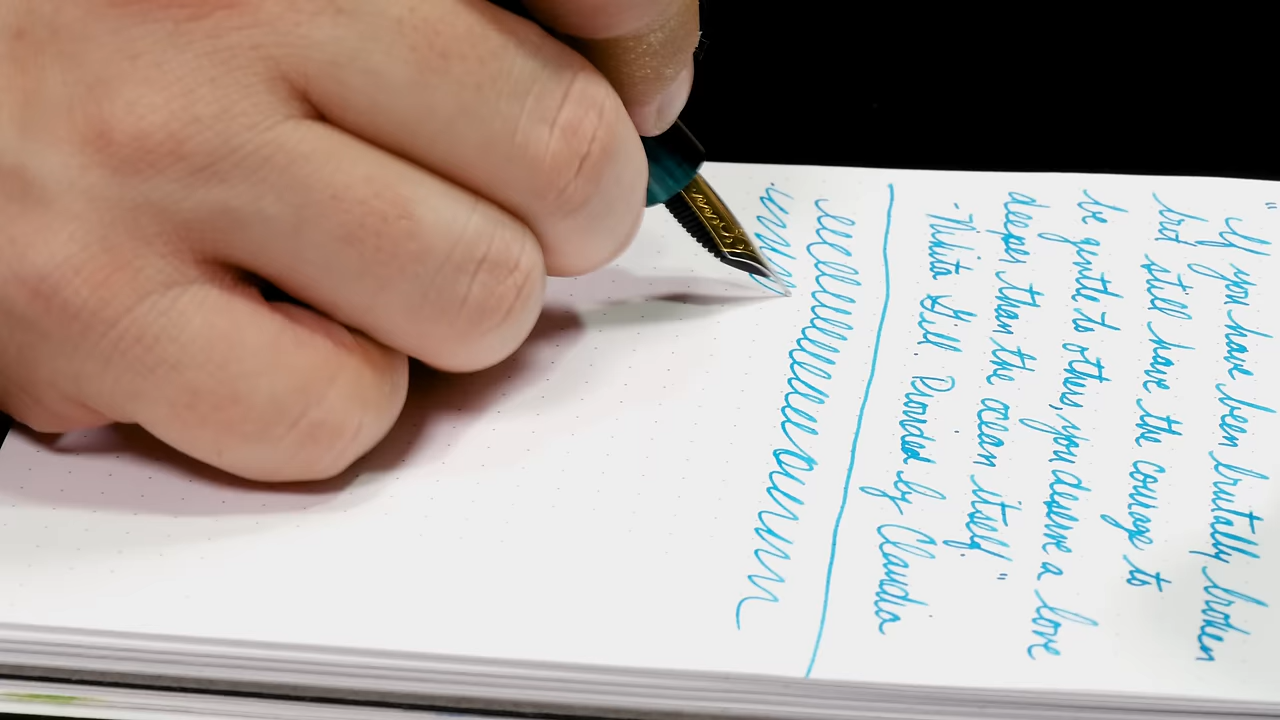 "If you have been brutally broken
but still have the courage to
be gentle to others, you deserve a love
deeper than the ocean itself."
-Nikita Gill. Provided by Claudia